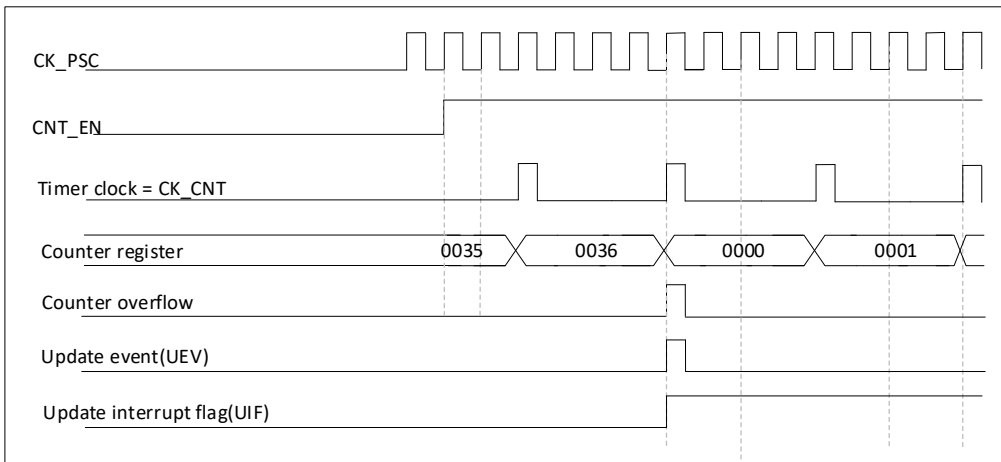 CK_PSC
CNT_EN
Timer clock = CK_CNT
Counter register 0035 0036 0000 0001
Counter overflow
Update event(UEV)
Update interrupt flag(UIF)